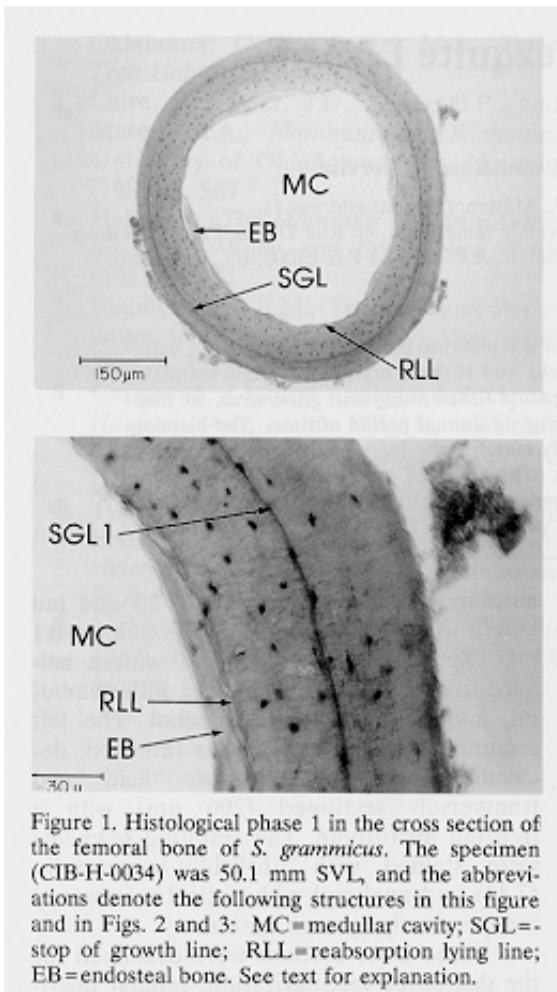 MC
EB
SGL
RLL
150µm
SGL1
MC
RLL
EB
30µ
Figure 1. Histological phase 1 in the cross section of
the femoral bone of S. grammicus. The specimen
(CIB-H-0034) was 50.1 mm SVL, and the abbrevi-
ations denote the following structures in this figure
and in Figs. 2 and 3: MC=medullar cavity; SGL=-
stop of growth line; RLL=reabsorption lying line;
EB=endosteal bone. See text for explanation.